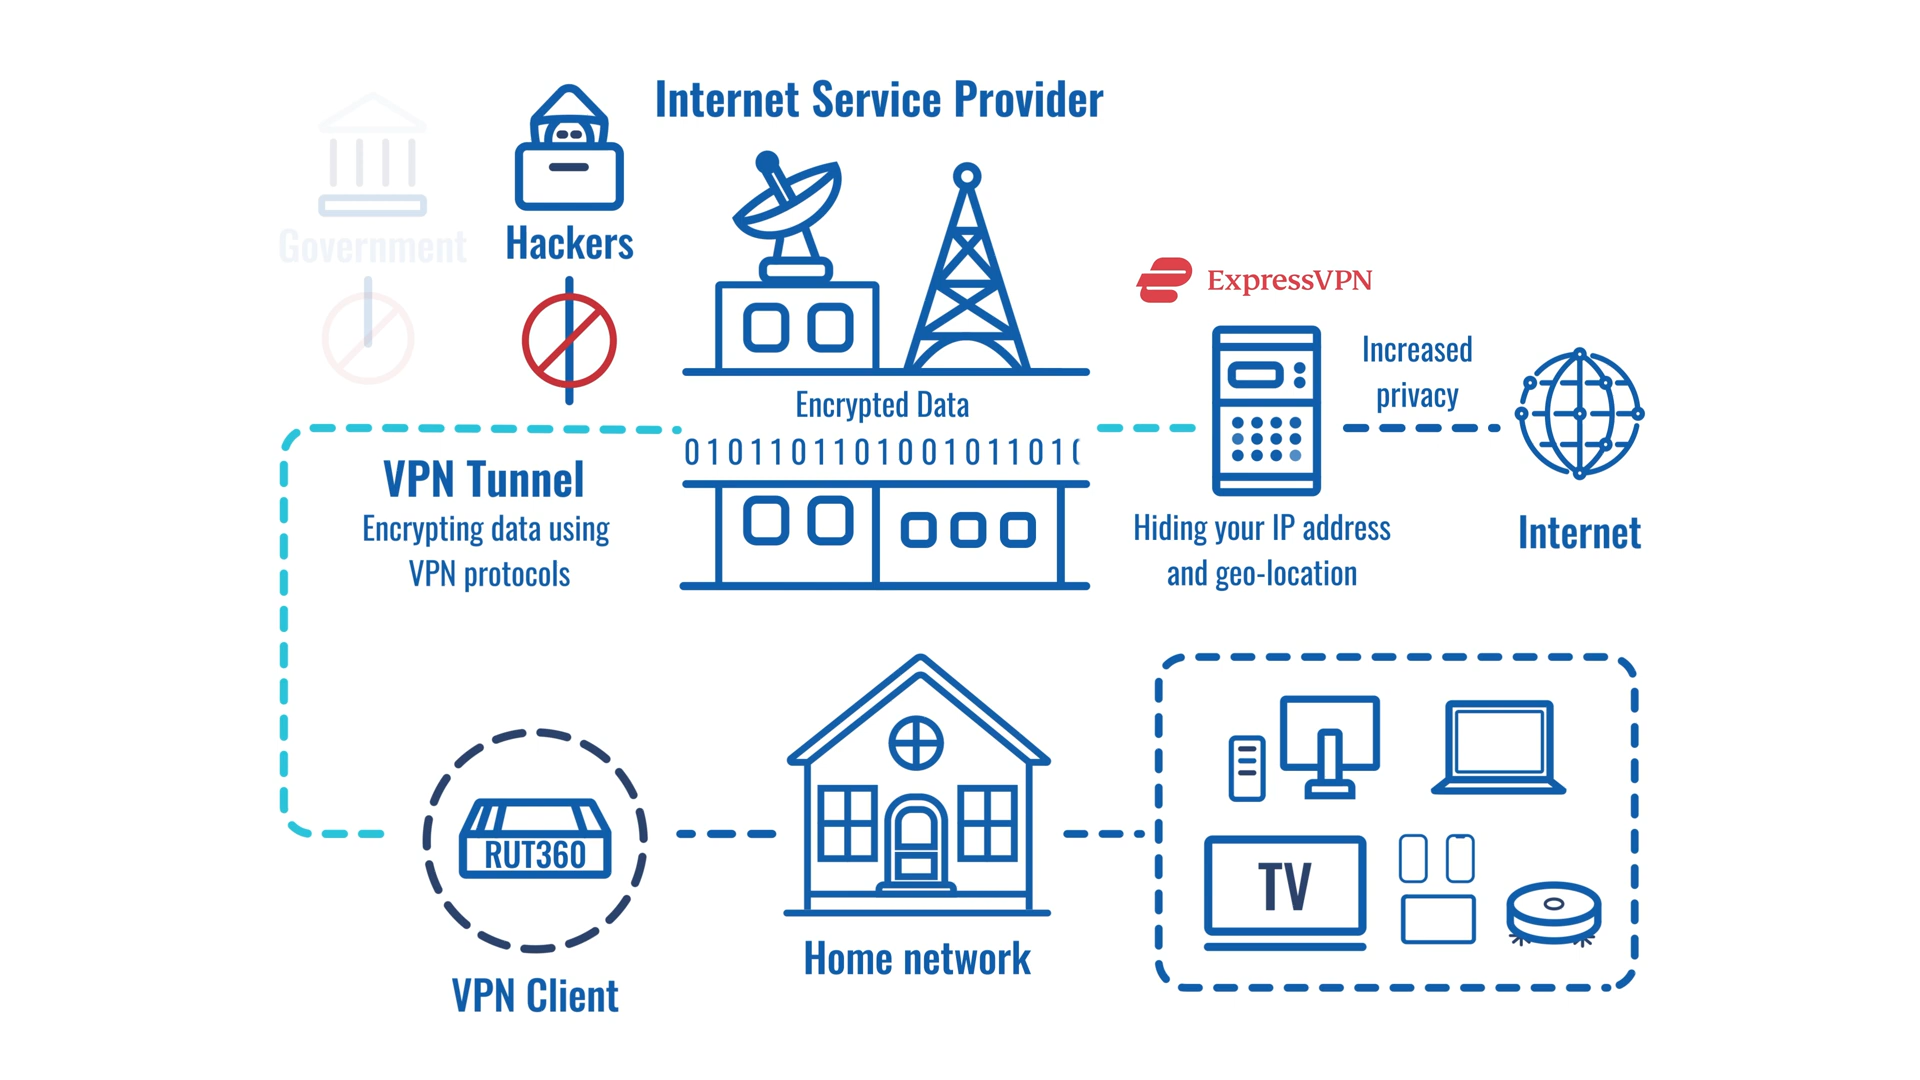 Internet Service Provider
Government
Hackers
ExpressVPN
Increased
privacy
Encrypted Data
0101101101001011010
VPN Tunnel
Encrypting data using
VPN protocols
Hiding your IP address
and geo-location
Internet
RUT360
TV
Home network
VPN Client